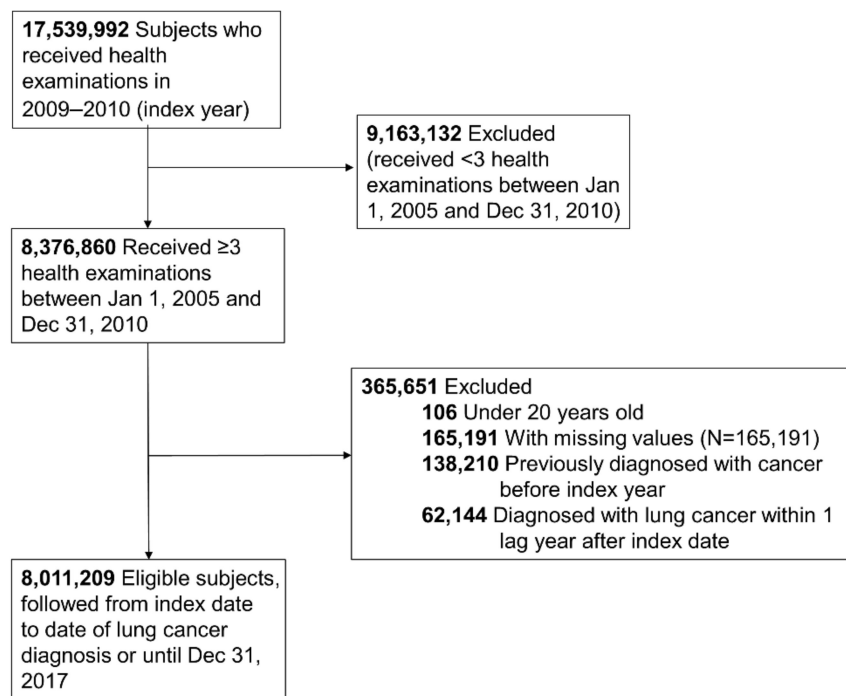 17,539,992 Subjects who
received health
examinations in
2009–2010 (index year)
9,163,132 Excluded
(received <3 health
examinations between Jan
1, 2005 and Dec 31, 2010)
8,376,860 Received ≥3
health examinations
between Jan 1, 2005 and
Dec 31, 2010
365,651 Excluded
106 Under 20 years old
165,191 With missing values (N=165,191)
138,210 Previously diagnosed with cancer
before index year
62,144 Diagnosed with lung cancer within 1
lag year after index date
8,011,209 Eligible subjects,
followed from index date
to date of lung cancer
diagnosis or until Dec 31,
2017